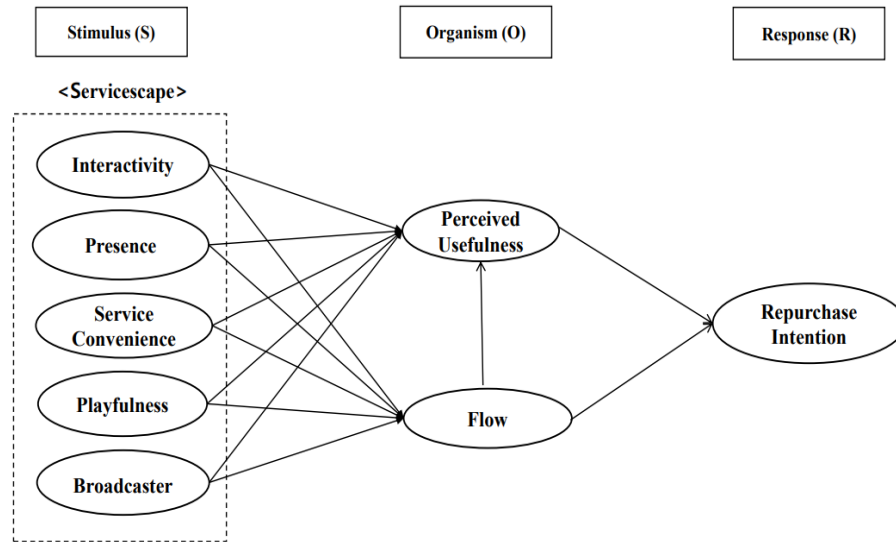 Stimulus (S)
Organism (O)
Response (R)
<Servicescape>
Interactivity
Presence
Service
Convenience
Playfulness
Broadcaster
Perceived
Usefulness
Flow
Repurchase
Intention